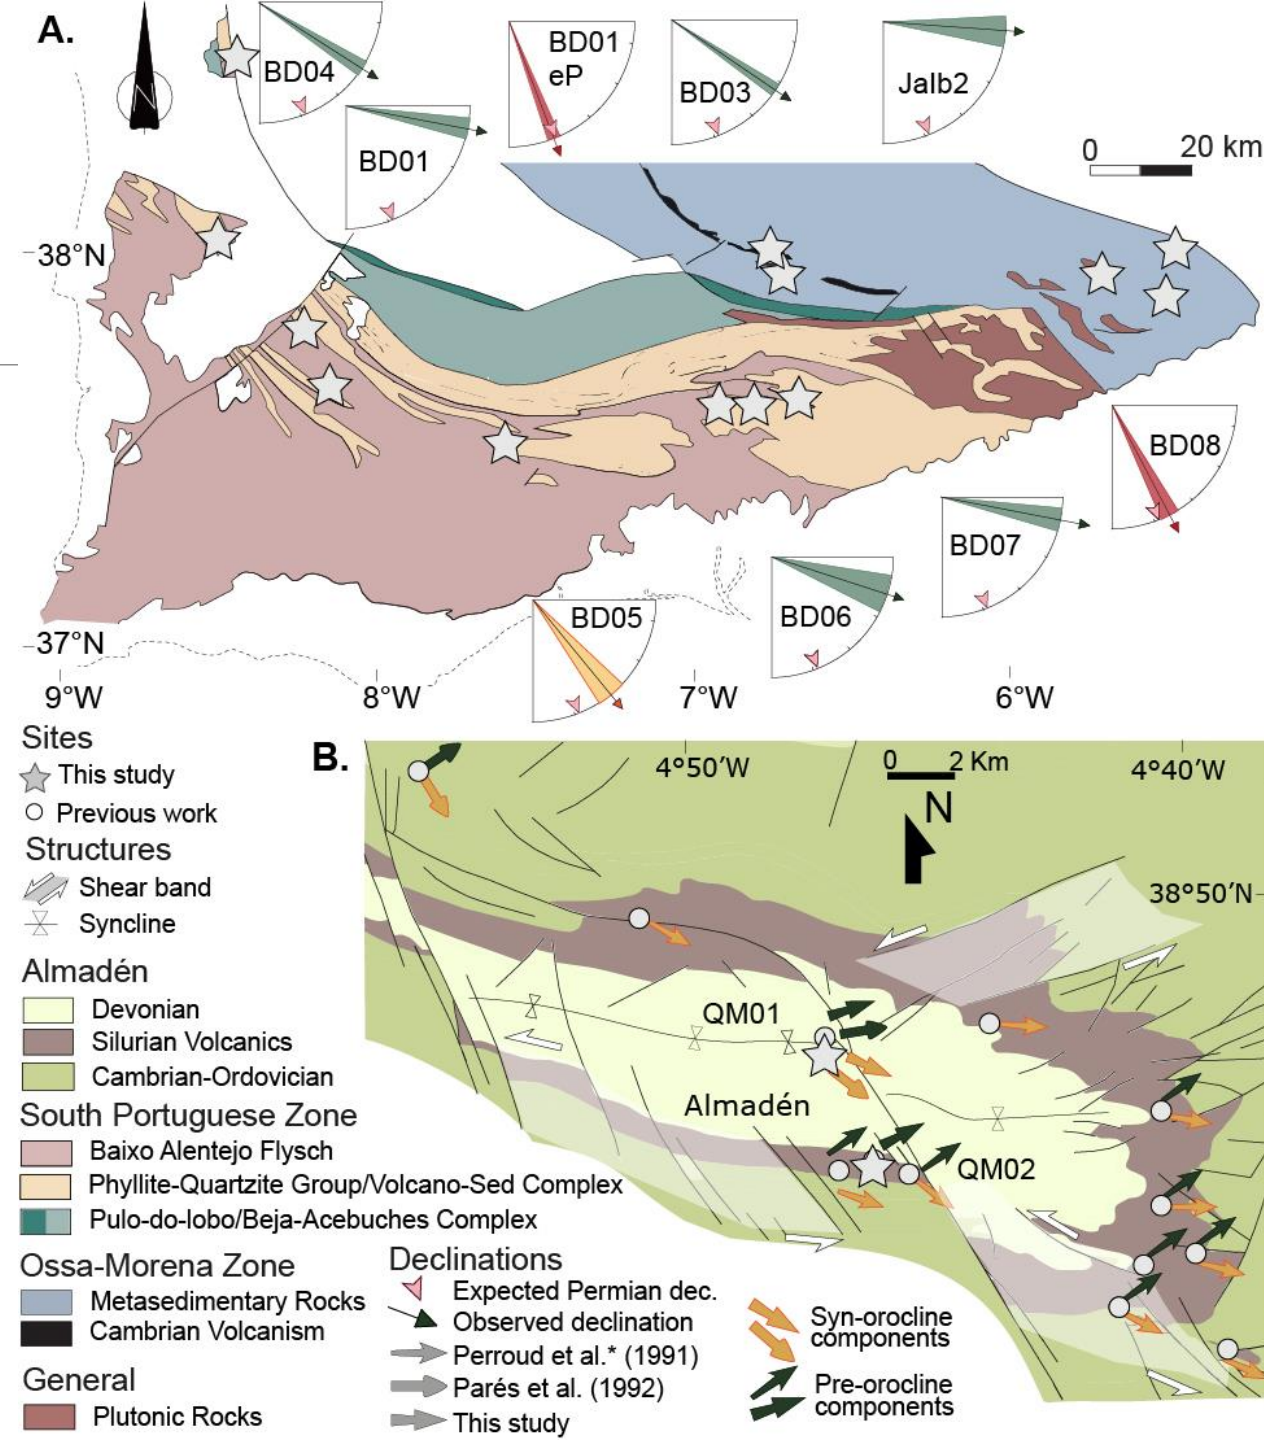 A.
N
BD04
BD01
BD01
eP
BD03
Jalb2
0 20 km
38°N
BD08
BD07
BD06
BD05
37°N
9°W
8°W
7°W
6°W
Sites
This study
Previous work
Structures
Shear band
Syncline
Almadén
Devonian
Silurian Volcanics
Cambrian-Ordovician
South Portuguese Zone
Baixo Alentejo Flysch
Phyllite-Quartzite Group/Volcano-Sed Complex
Pulo-do-lobo/Beja-Acebuches Complex
Ossa-Morena Zone
Metasedimentary Rocks
Cambrian Volcanism
General
Plutonic Rocks
Declinations
Expected Permian dec.
Observed declination
Perroud et al.* (1991)
Parés et al. (1992)
This study
Syn-orocline
components
Pre-orocline
components
B.
4°50′W
0 2 Km
4°40′W
N
38°50′N
QM01
Almadén
QM02